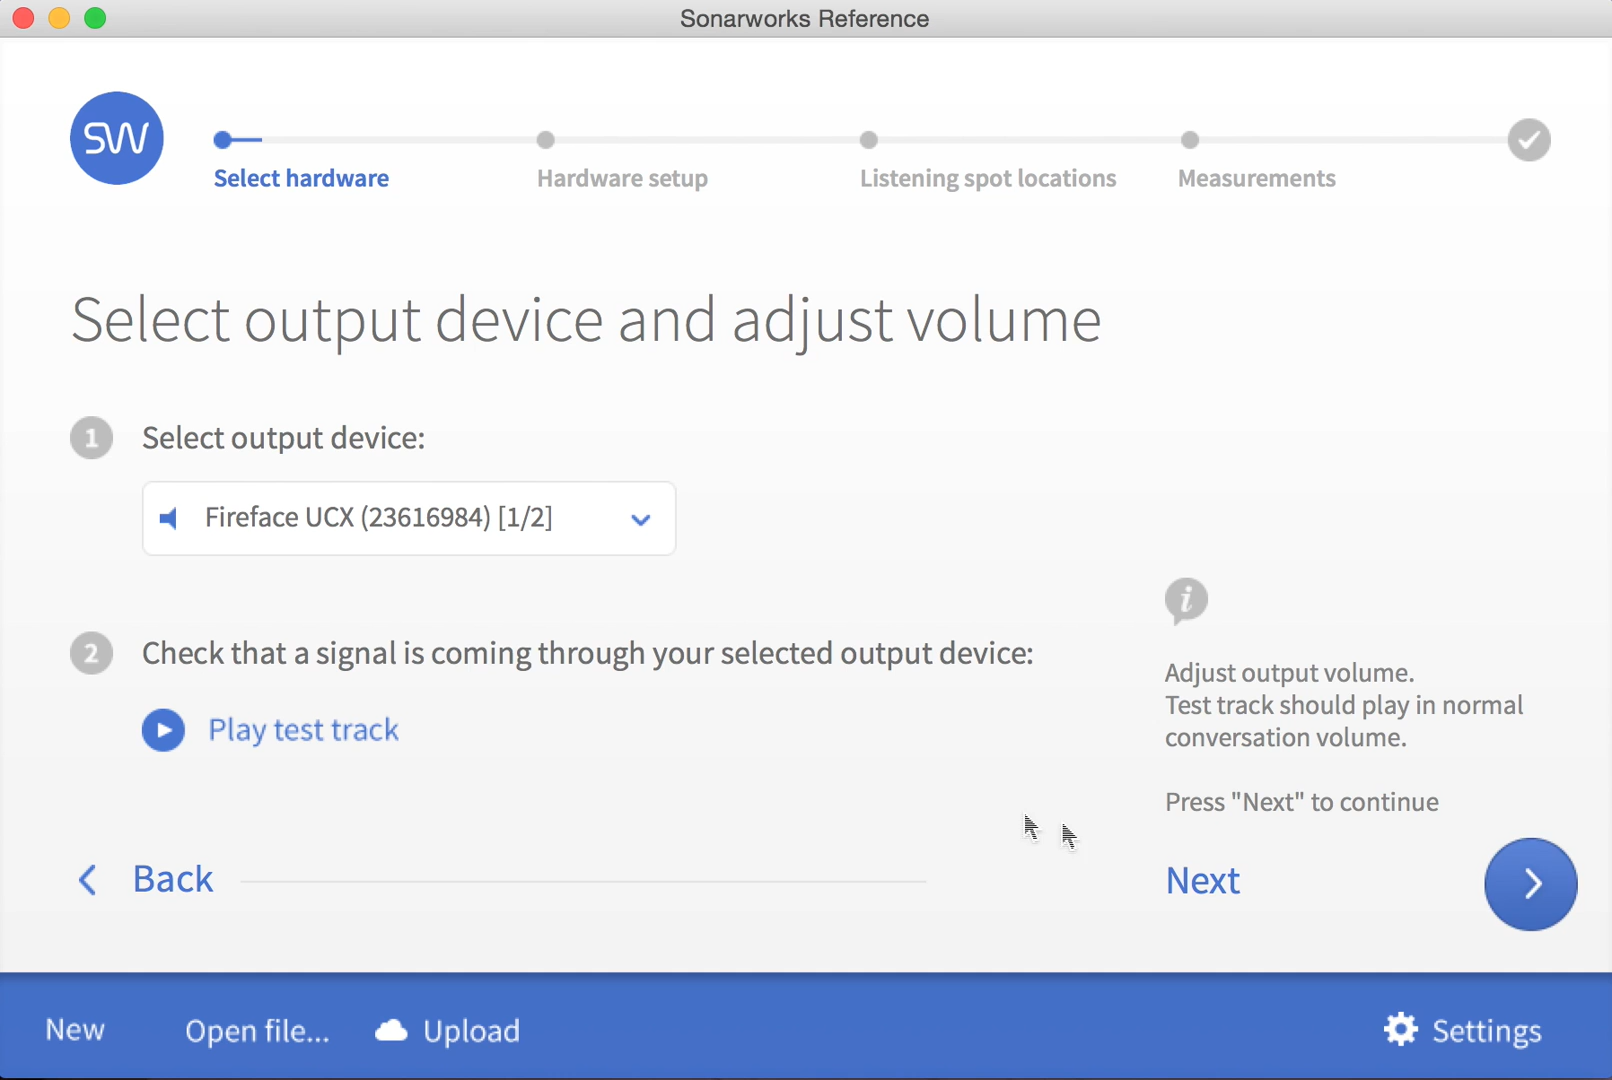 Sonarworks Reference
SW
Select hardware
Hardware setup
Listening spot locations
Measurements
Select output device and adjust volume
1 Select output device:
Fireface UCX (23616984) [1/2]
2 Check that a signal is coming through your selected output device:
Play test track
i
Adjust output volume.
Test track should play in normal
conversation volume.
Press "Next" to continue
Back
Next
New
Open file...
Upload
Settings